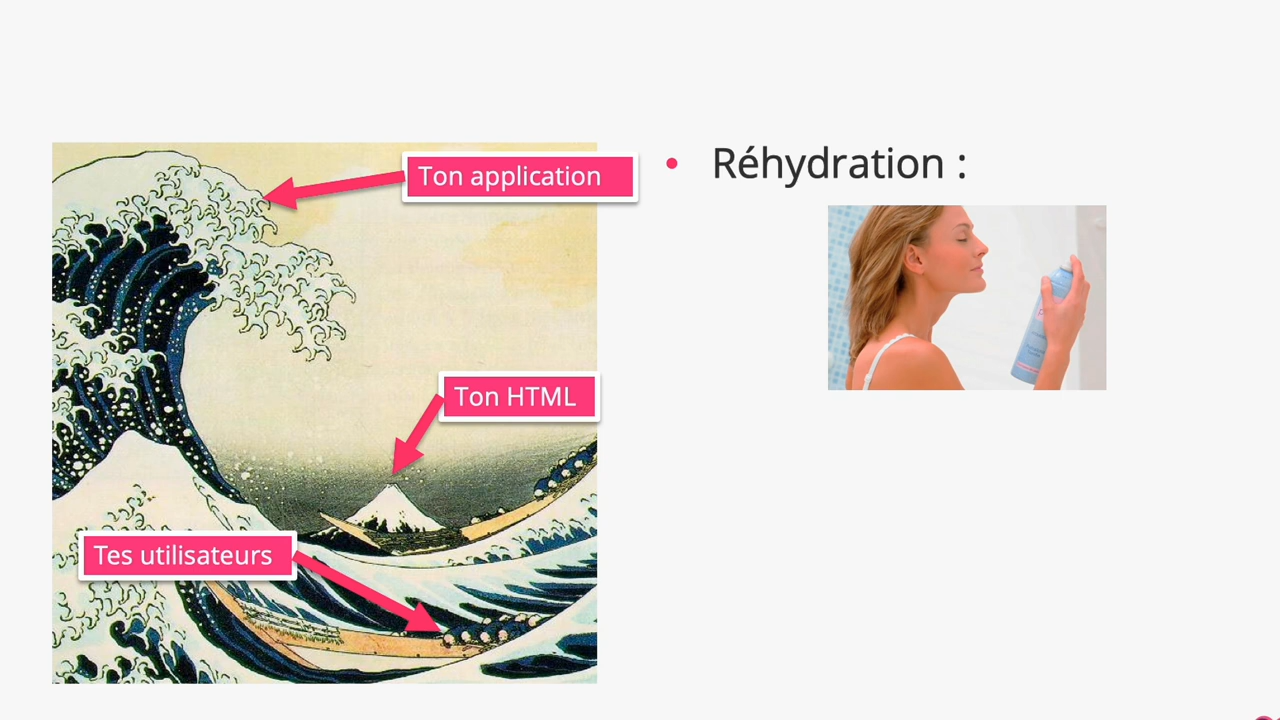 Ton application
Réhydration :
Ton HTML
Tes utilisateurs